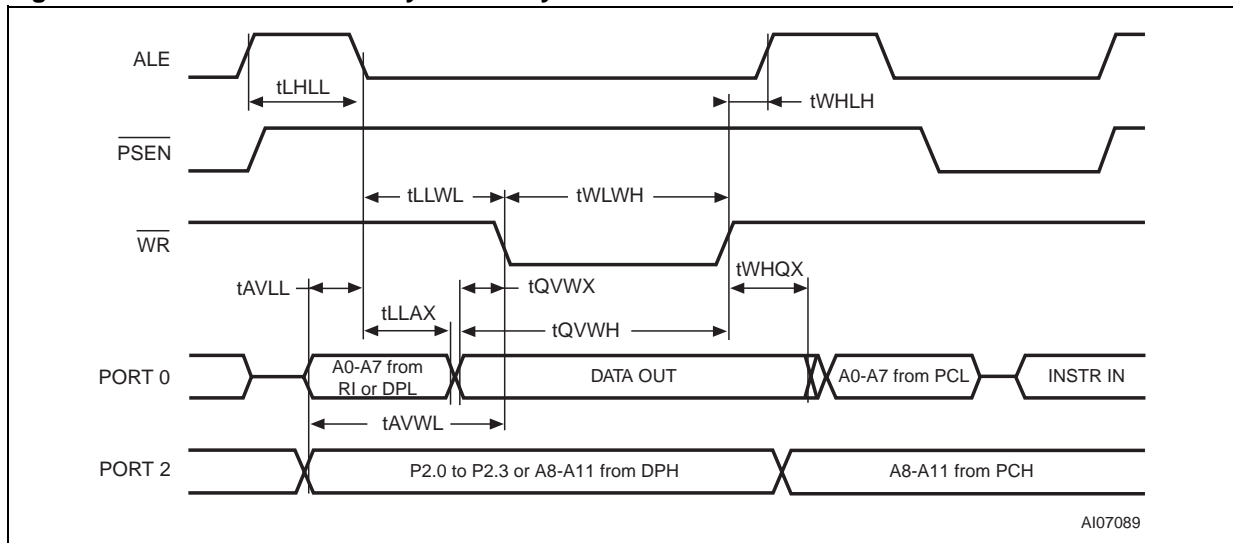 ALE
tLHLL
tWHLH
PSEN
tLLWL
tWLWH
WR
tAVLL
tQVWX
tWHQX
tLLAX
tQVWH
PORT 0
A0-A7 from
RI or DPL
DATA OUT
A0-A7 from PCL
INSTR IN
tAVWL
PORT 2
P2.0 to P2.3 or A8-A11 from DPH
A8-A11 from PCH
AI07089